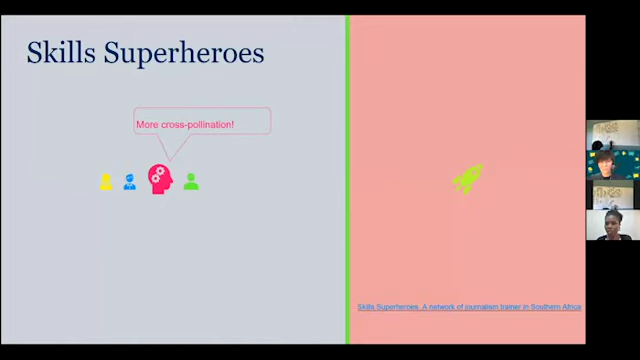 Skills Superheroes
More cross-pollination!
Skills Superheroes. A network of journalism trainer in Southern Africa